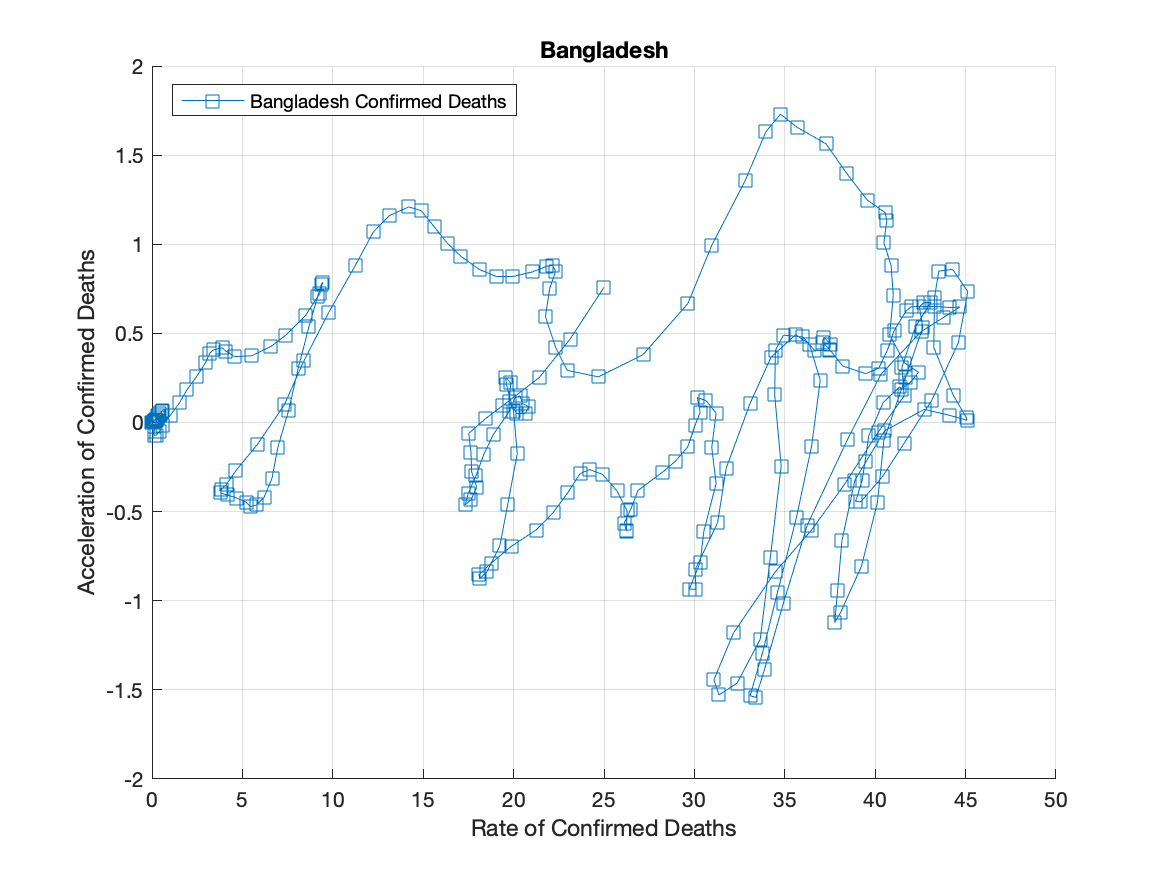 Bangladesh
Bangladesh Confirmed Deaths
Acceleration of Confirmed Deaths
2
1.5
1
0.5
0
-0.5
-1
-1.5
-2
0 5 10 15 20 25 30 35 40 45 50
Rate of Confirmed Deaths